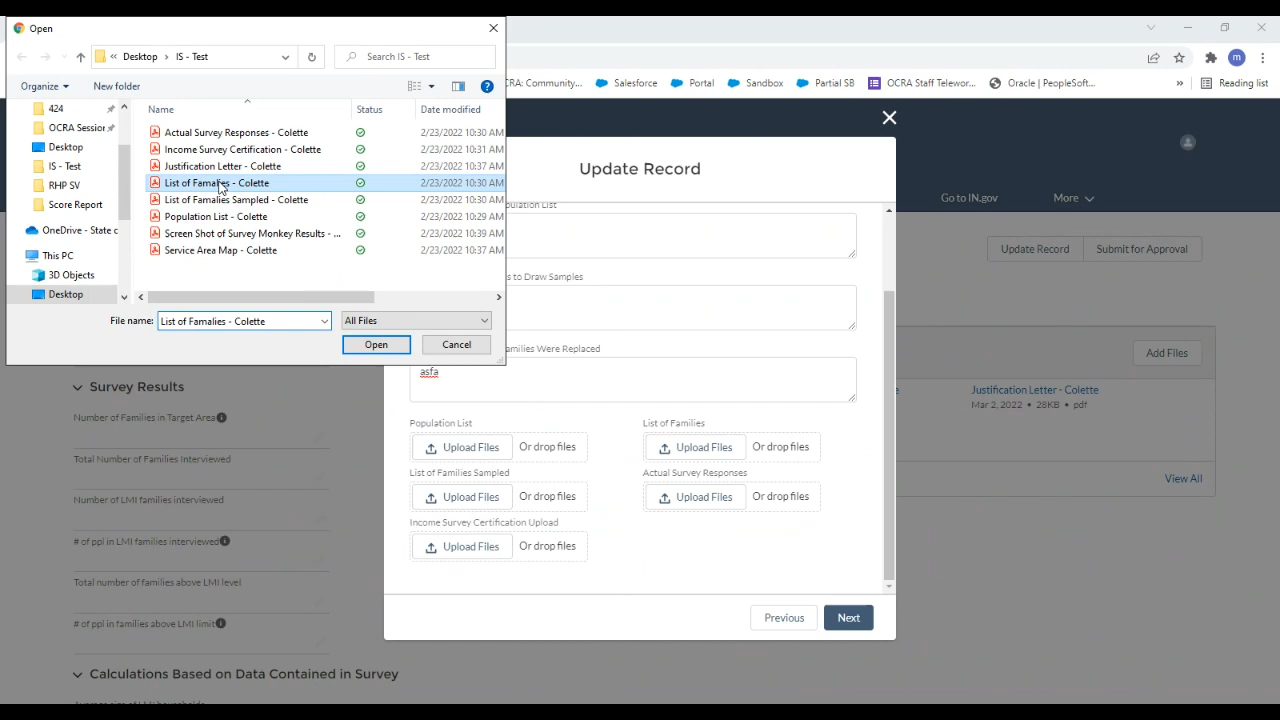 Open
« Desktop › IS - Test
Search IS - Test
CRA: Community...
Salesforce
Portal
Sandbox
Partial SB
OCRA Staff Telewor...
Oracle | PeopleSoft...
»
Reading list
m
Organize
New folder
Name
Status
Date modified
424
OCRA Session
Desktop
IS - Test
RHP SV
Score Report
OneDrive - State c
This PC
3D Objects
Desktop
Actual Survey Responses - Colette 2/23/2022 10:30 AM
Income Survey Certification - Colette 2/23/2022 10:31 AM
Justification Letter - Colette 2/23/2022 10:37 AM
List of Famalies - Colette 2/23/2022 10:30 AM
List of Famalies Sampled - Colette 2/23/2022 10:30 AM
Population List - Colette 2/23/2022 10:29 AM
Screen Shot of Survey Monkey Results - ... 2/23/2022 10:39 AM
Service Area Map - Colette 2/23/2022 10:37 AM
File name: List of Famalies - Colette
All Files
Open
Cancel
Update Record
Go to IN.gov
More
Update Record
Submit for Approval
pulation List
s to Draw Samples
amilies Were Replaced
asfa
Add Files
e
Justification Letter - Colette
Mar 2, 2022 • 28KB • pdf
View All
Survey Results
Number of Families in Target Area
Total Number of Families Interviewed
Number of LMI families interviewed
# of ppl in LMI families interviewed
Total number of families above LMI level
# of ppl in families above LMI limit
Calculations Based on Data Contained in Survey
Population List
Upload Files Or drop files
List of Families
Upload Files Or drop files
List of Families Sampled
Upload Files Or drop files
Actual Survey Responses
Upload Files Or drop files
Income Survey Certification Upload
Upload Files Or drop files
Previous
Next